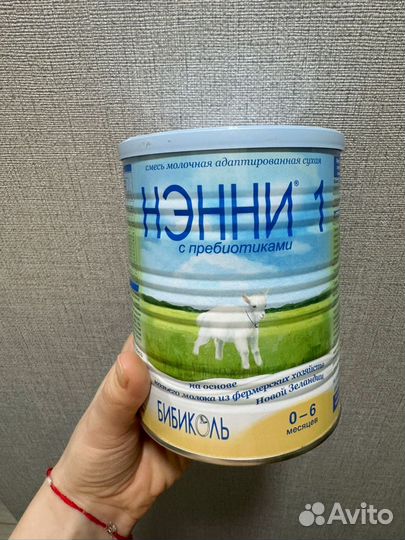 смесь молочная адаптированная сухая
НЭННИ® 1
с пребиотиками
на основе
козьего молока из фермерских хозяйств
Новой Зеландии
БИБИКОЛЬ
0–6
месяцев
Avito